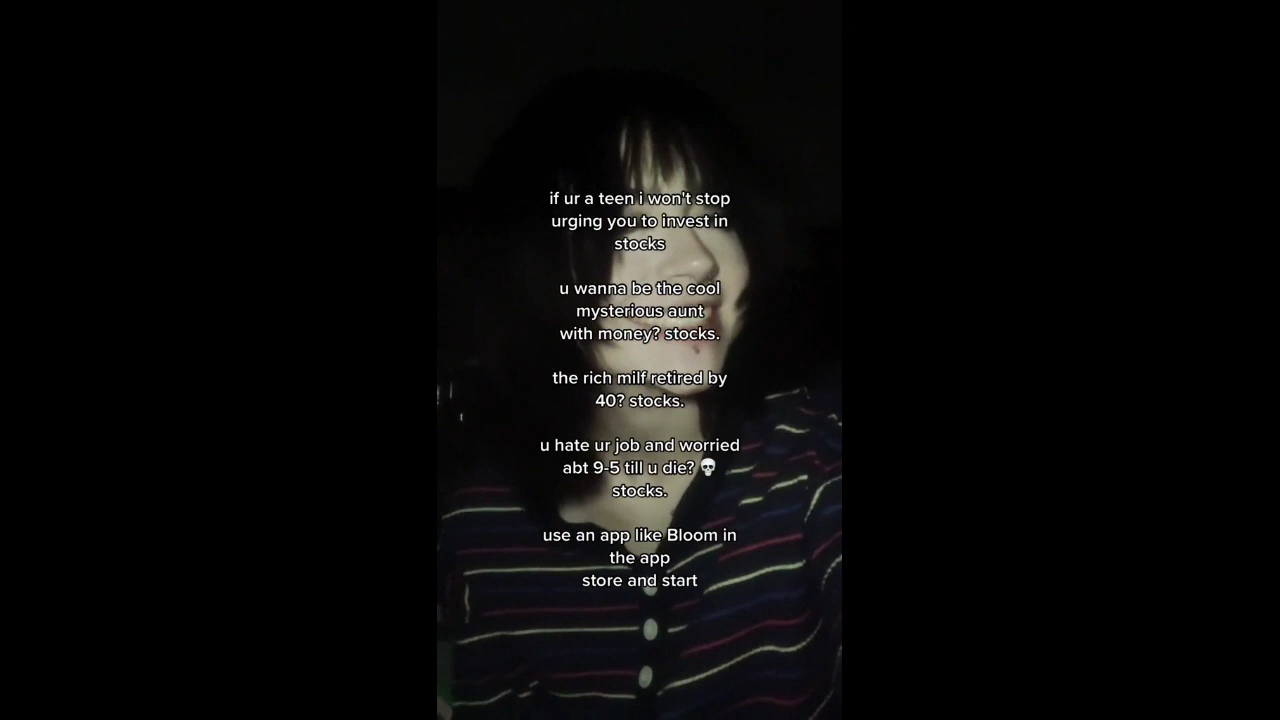 if ur a teen i won't stop
urging you to invest in
stocks
u wanna be the cool
mysterious aunt
with money? stocks.
the rich milf retired by
40? stocks.
u hate ur job and worried
abt 9-5 till u die? 💀
stocks.
use an app like Bloom in
the app
store and start